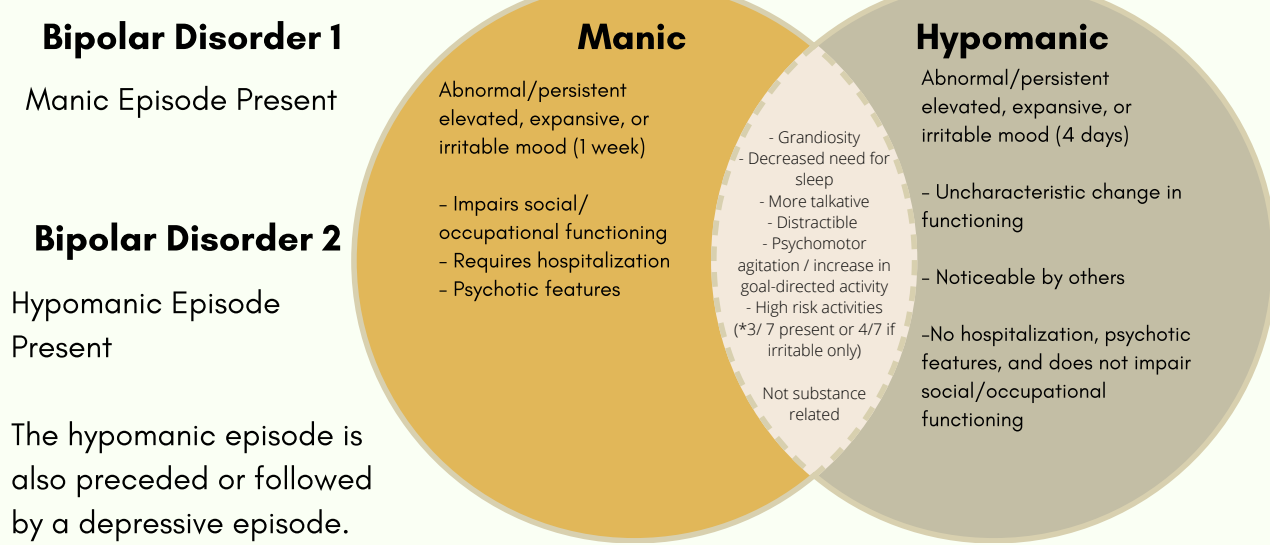 Bipolar Disorder 1
Manic Episode Present
Bipolar Disorder 2
Hypomanic Episode
Present
The hypomanic episode is
also preceded or followed
by a depressive episode.
Manic
Abnormal/persistent
elevated, expansive, or
irritable mood (1 week)
- Impairs social/
occupational functioning
- Requires hospitalization
- Psychotic features
- Grandiosity
- Decreased need for
sleep
- More talkative
- Distractible
- Psychomotor
agitation / increase in
goal-directed activity
- High risk activities
(*3/ 7 present or 4/7 if
irritable only)
Not substance
related
Hypomanic
Abnormal/persistent
elevated, expansive, or
irritable mood (4 days)
- Uncharacteristic change in
functioning
- Noticeable by others
-No hospitalization, psychotic
features, and does not impair
social/occupational
functioning